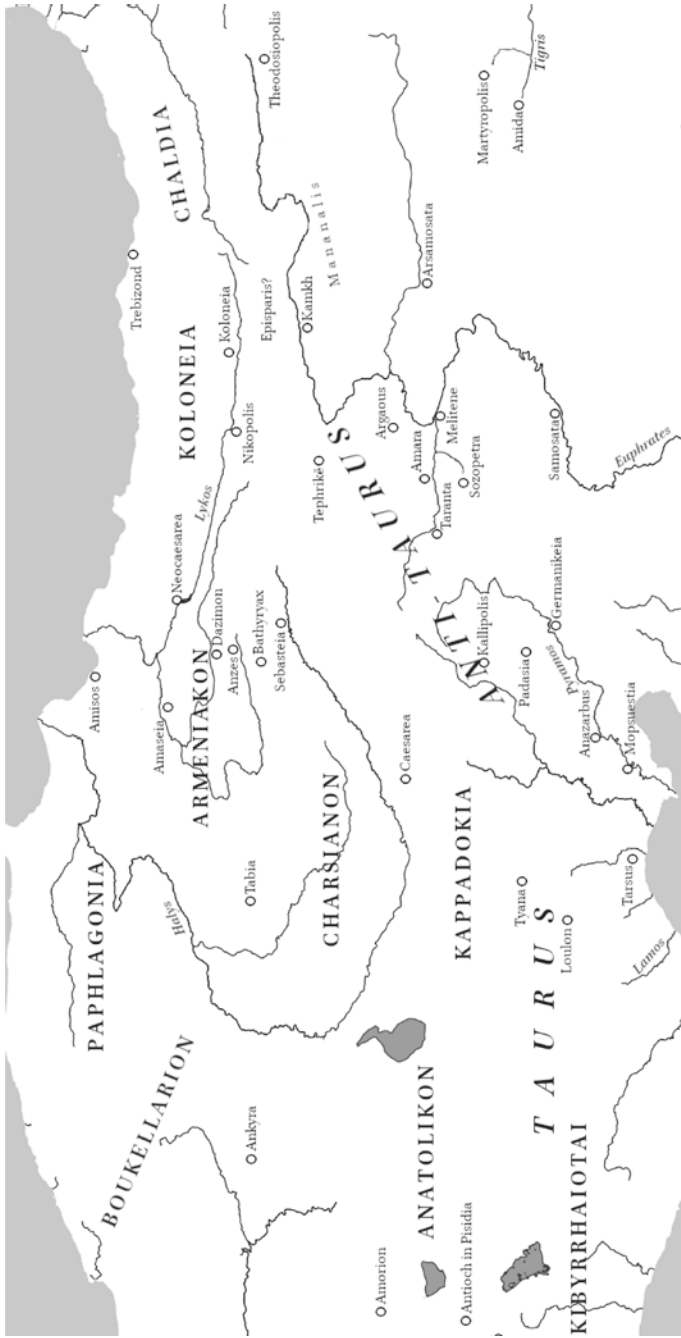 Amisos
PAPHLAGONIA
Trebizond
BOUKELLARION
Amaseia
CHALDIA
Halys
Neocaesarea
KOLONEIA
ARMENIAKON
Lykos
Dazimon
Koloneia
Anzes
Nikopolis
Ankyra
Tabia
Bathyryax
Episparis?
Theodosiopolis
Sebasteia
Kamkh
Mananalis
Tephrikē
CHARSIANON
ANTI-TAURUS
Amorion
Argaous
Caesarea
Amara
ANATOLIKON
Arsamosata
Taranta
Melitene
KAPPADOKIA
Antioch in Pisidia
Sozopetra
Kallipolis
Martyropolis
Amida
Tyana
Padasia
Tigris
TAURUS
Pyramos
Samosata
Germanikeia
Loulon
KIBYRRHAIOTAI
Anazarbus
Euphrates
Mopsuestia
Tarsus
Lamos